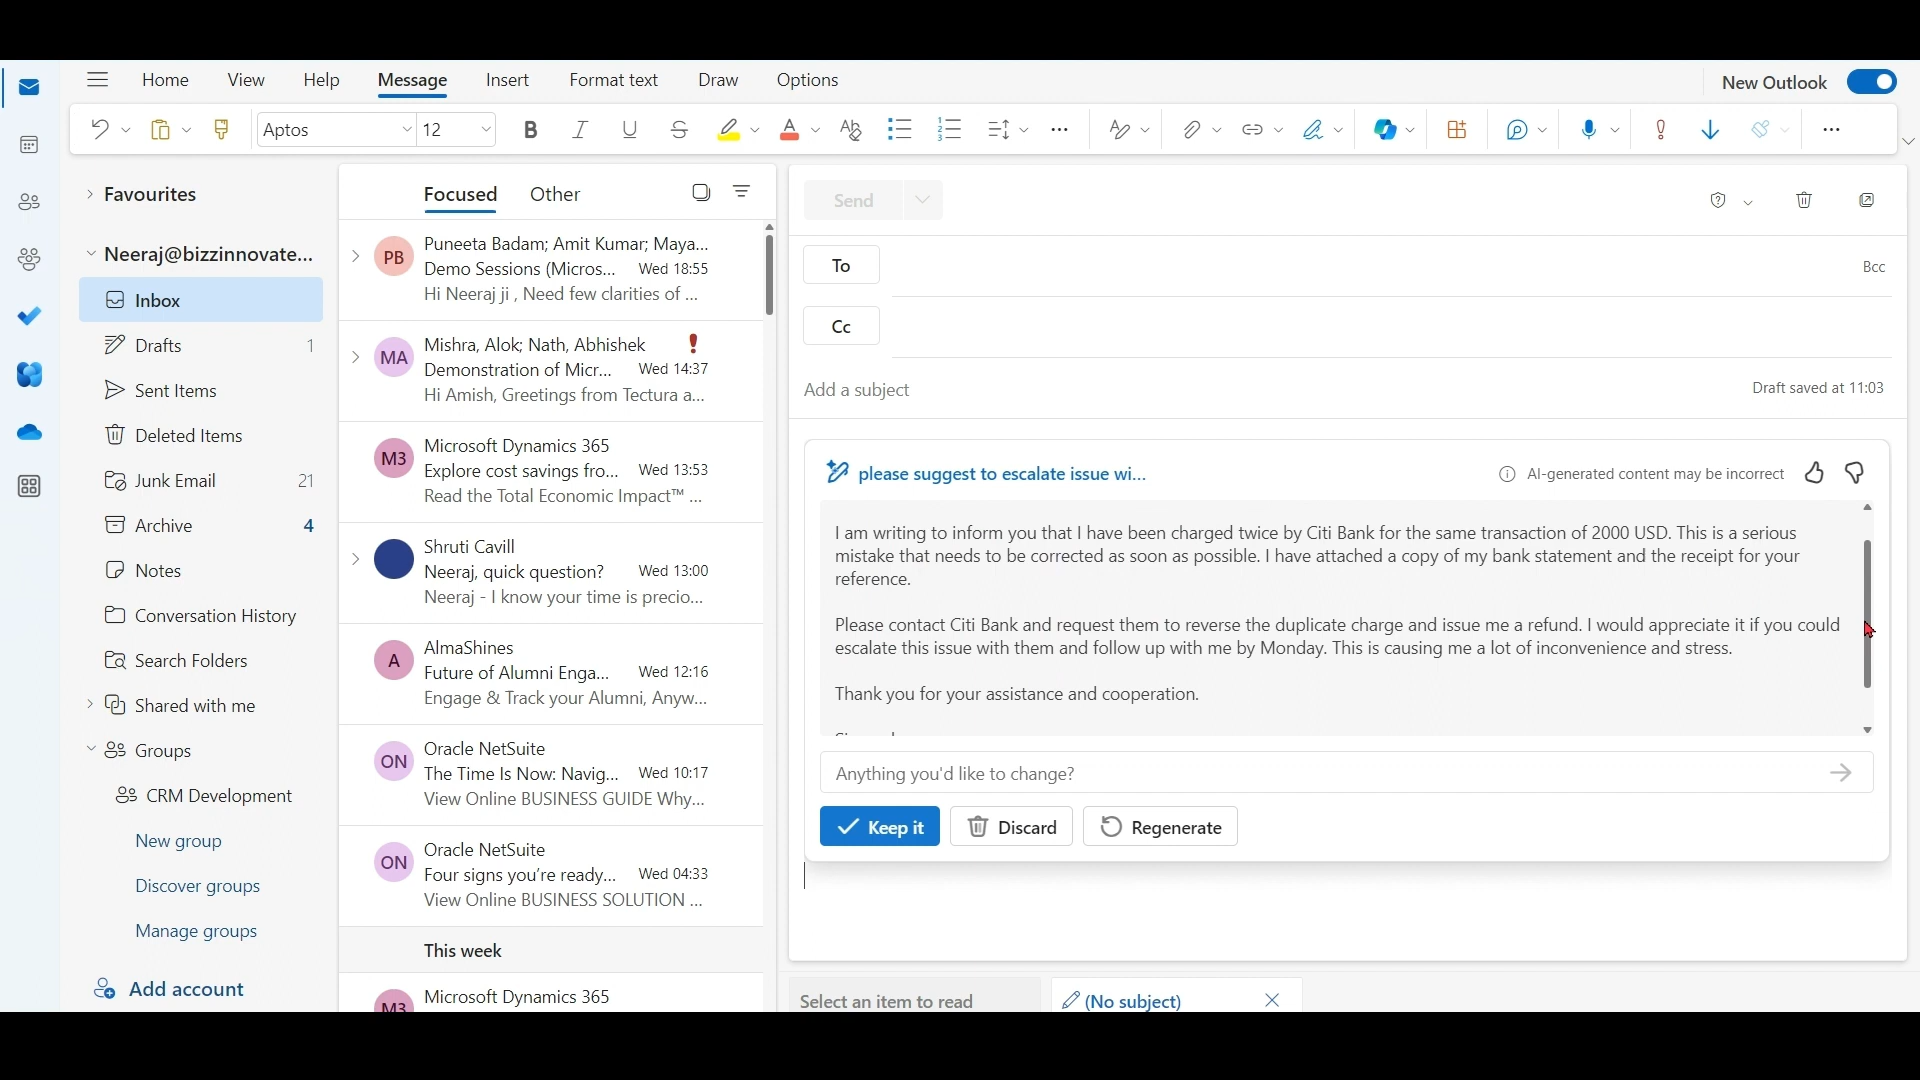 Home View Help Message Insert Format text Draw Options New Outlook
Aptos 12
Favourites
Neeraj@bizzinnovate...
Inbox
Drafts 1
Sent Items
Deleted Items
Junk Email 21
Archive 4
Notes
Conversation History
Search Folders
Shared with me
Groups
CRM Development
New group
Discover groups
Manage groups
Add account
Focused Other
PB
Puneeta Badam; Amit Kumar; Maya...
Demo Sessions (Micros... Wed 18:55
Hi Neeraj ji , Need few clarities of ...
MA
Mishra, Alok; Nath, Abhishek
Demonstration of Micr... Wed 14:37
Hi Amish, Greetings from Tectura a...
M3
Microsoft Dynamics 365
Explore cost savings fro... Wed 13:53
Read the Total Economic Impact™ ...
Shruti Cavill
Neeraj, quick question? Wed 13:00
Neeraj - I know your time is precio...
A
AlmaShines
Future of Alumni Enga... Wed 12:16
Engage & Track your Alumni, Anyw...
ON
Oracle NetSuite
The Time Is Now: Navig... Wed 10:17
View Online BUSINESS GUIDE Why...
ON
Oracle NetSuite
Four signs you're ready... Wed 04:33
View Online BUSINESS SOLUTION ...
This week
M3
Microsoft Dynamics 365
Send
To Bcc
Cc
Add a subject Draft saved at 11:03
please suggest to escalate issue wi... AI-generated content may be incorrect
I am writing to inform you that I have been charged twice by Citi Bank for the same transaction of 2000 USD. This is a serious
mistake that needs to be corrected as soon as possible. I have attached a copy of my bank statement and the receipt for your
reference.
Please contact Citi Bank and request them to reverse the duplicate charge and issue me a refund. I would appreciate it if you could
escalate this issue with them and follow up with me by Monday. This is causing me a lot of inconvenience and stress.
Thank you for your assistance and cooperation.
Anything you'd like to change?
Keep it Discard Regenerate
Select an item to read (No subject)